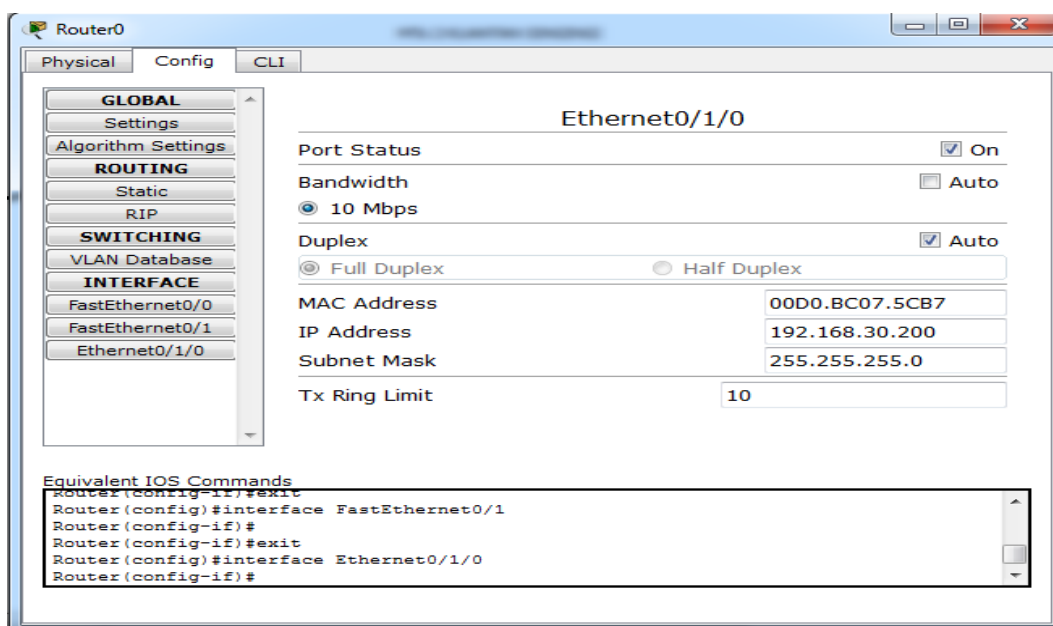 Router0
Physical Config CLI
GLOBAL
Settings
Algorithm Settings
ROUTING
Static
RIP
SWITCHING
VLAN Database
INTERFACE
FastEthernet0/0
FastEthernet0/1
Ethernet0/1/0
Ethernet0/1/0
Port Status On
Bandwidth Auto
10 Mbps
Duplex Auto
Full Duplex Half Duplex
MAC Address 00D0.BC07.5CB7
IP Address 192.168.30.200
Subnet Mask 255.255.255.0
Tx Ring Limit 10
Equivalent IOS Commands
Router(config-if)#exit
Router(config)#interface FastEthernet0/1
Router(config-if)#
Router(config-if)#exit
Router(config)#interface Ethernet0/1/0
Router(config-if)#